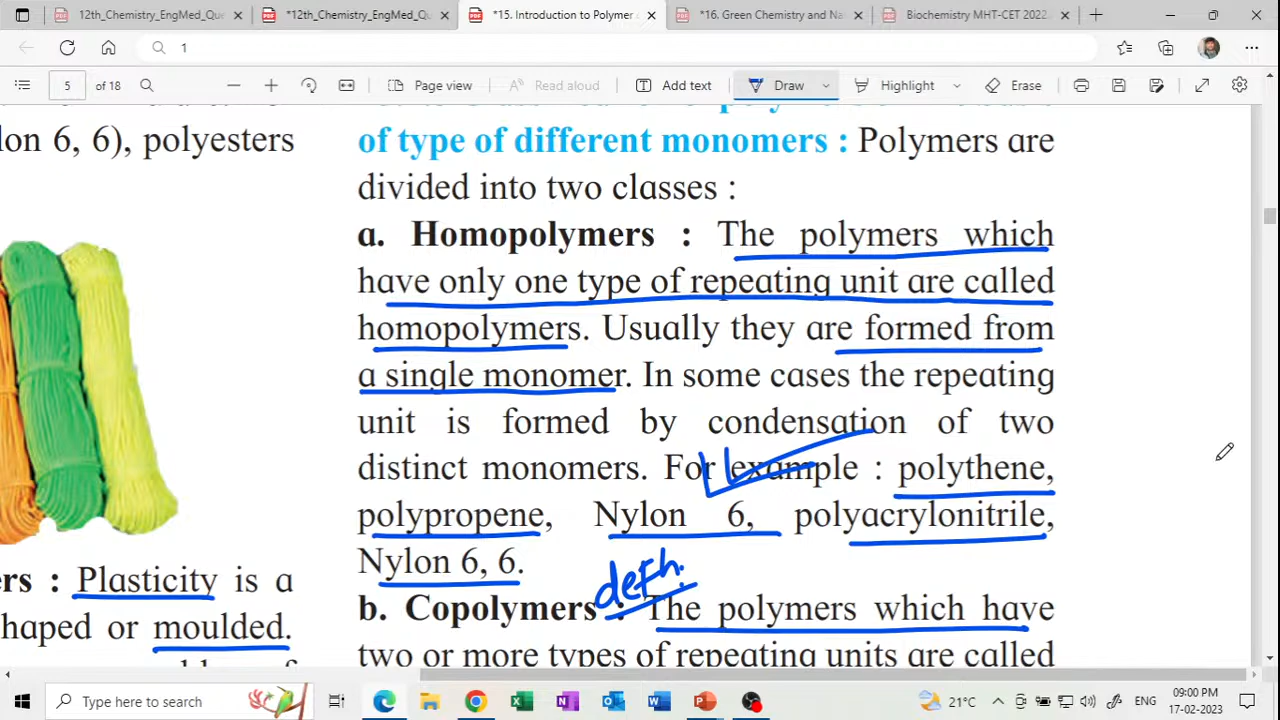 12th_Chemistry_EngMed_Que
*12th_Chemistry_EngMed_Qu
*15. Introduction to Polymer
*16. Green Chemistry and Na
Biochemistry MHT-CET 2022
1
5 of 18
Page view
Read aloud
Add text
Draw
Highlight
Erase
lon 6, 6), polyesters
ers : Plasticity is a
haped or moulded.
of type of different monomers : Polymers are
divided into two classes :
a. Homopolymers : The polymers which
have only one type of repeating unit are called
homopolymers. Usually they are formed from
a single monomer. In some cases the repeating
unit is formed by condensation of two
distinct monomers. For example : polythene,
polypropene, Nylon 6, polyacrylonitrile,
Nylon 6, 6.
defn.
b. Copolymers : The polymers which have
two or more types of repeating units are called
Type here to search
21°C
ENG
09:00 PM
17-02-2023